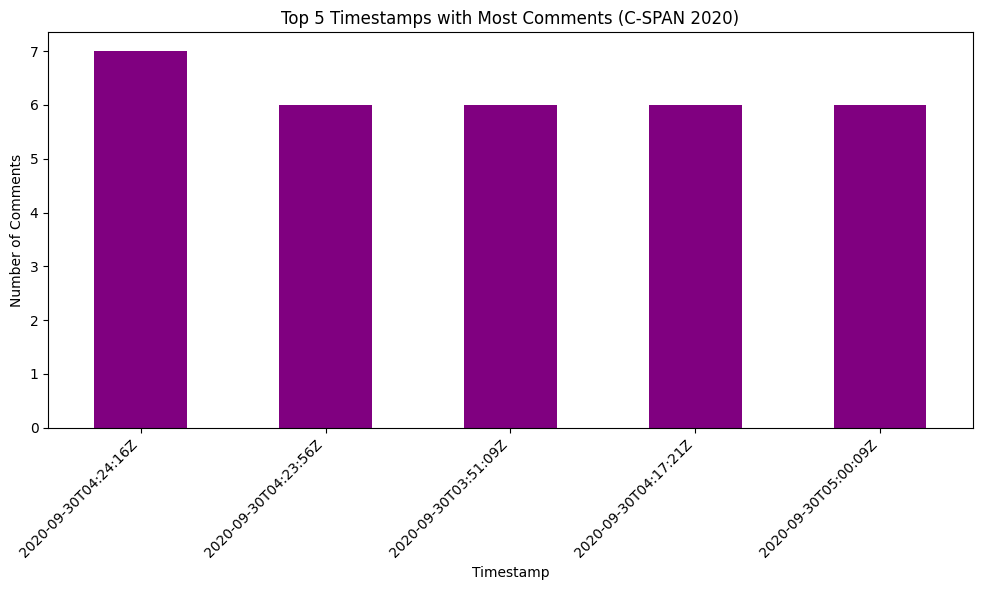 Top 5 Timestamps with Most Comments (C-SPAN 2020)
Number of Comments
7
6
5
4
3
2
1
0
2020-09-30T04:24:16Z
2020-09-30T04:23:56Z
2020-09-30T03:51:09Z
2020-09-30T04:17:21Z
2020-09-30T05:00:09Z
Timestamp